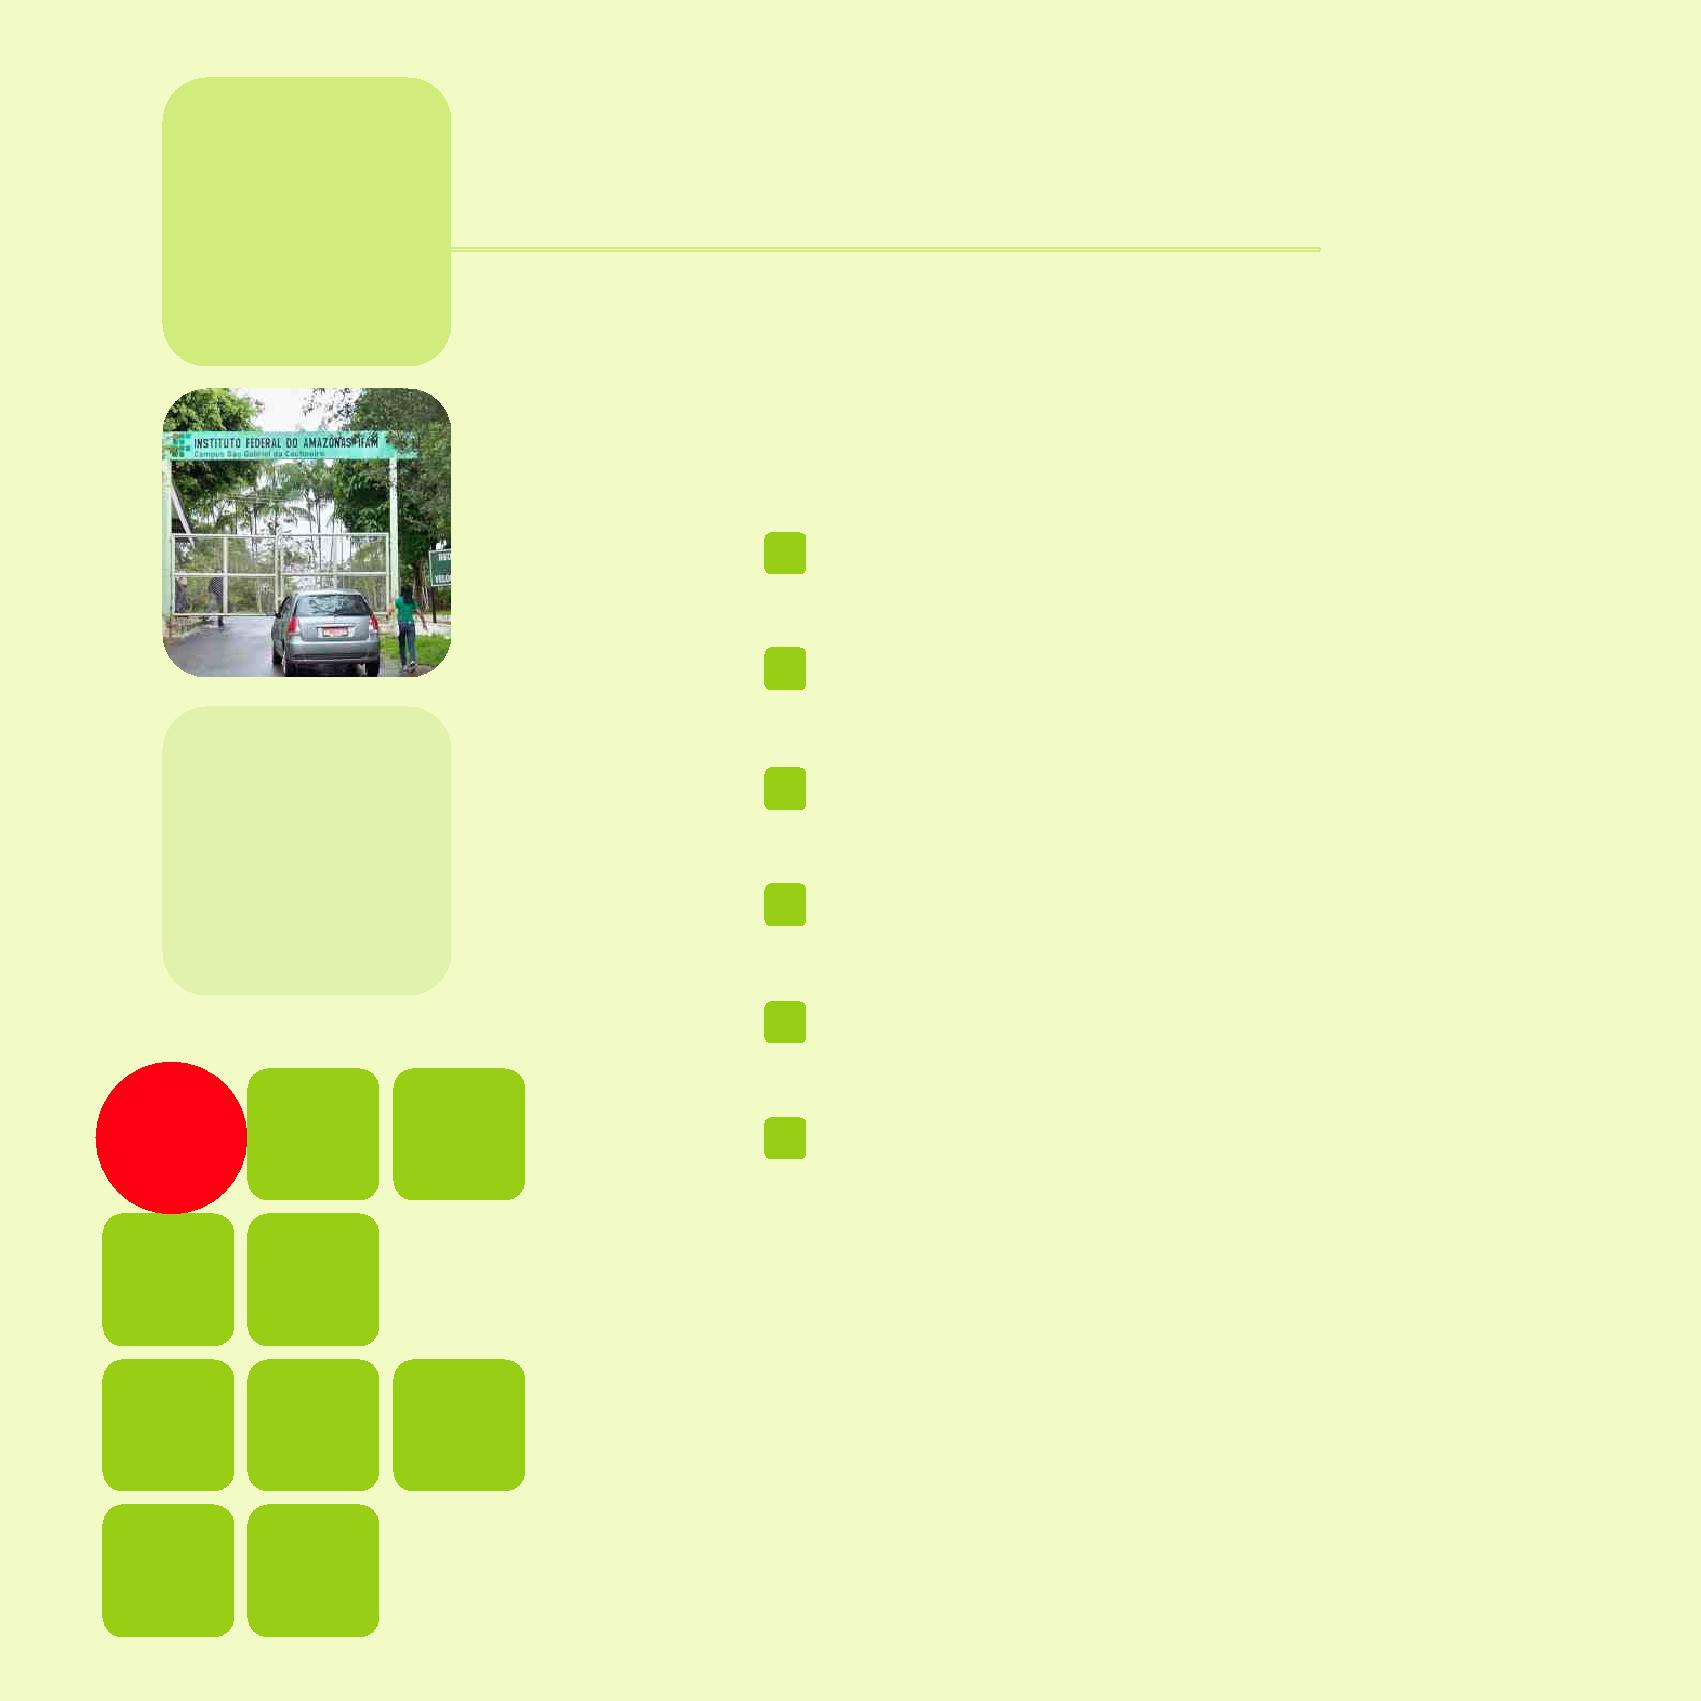 INSTITUTO FEDERAL DO AMAZONAS-IFAM
Campus São Gabriel da Cachoeira